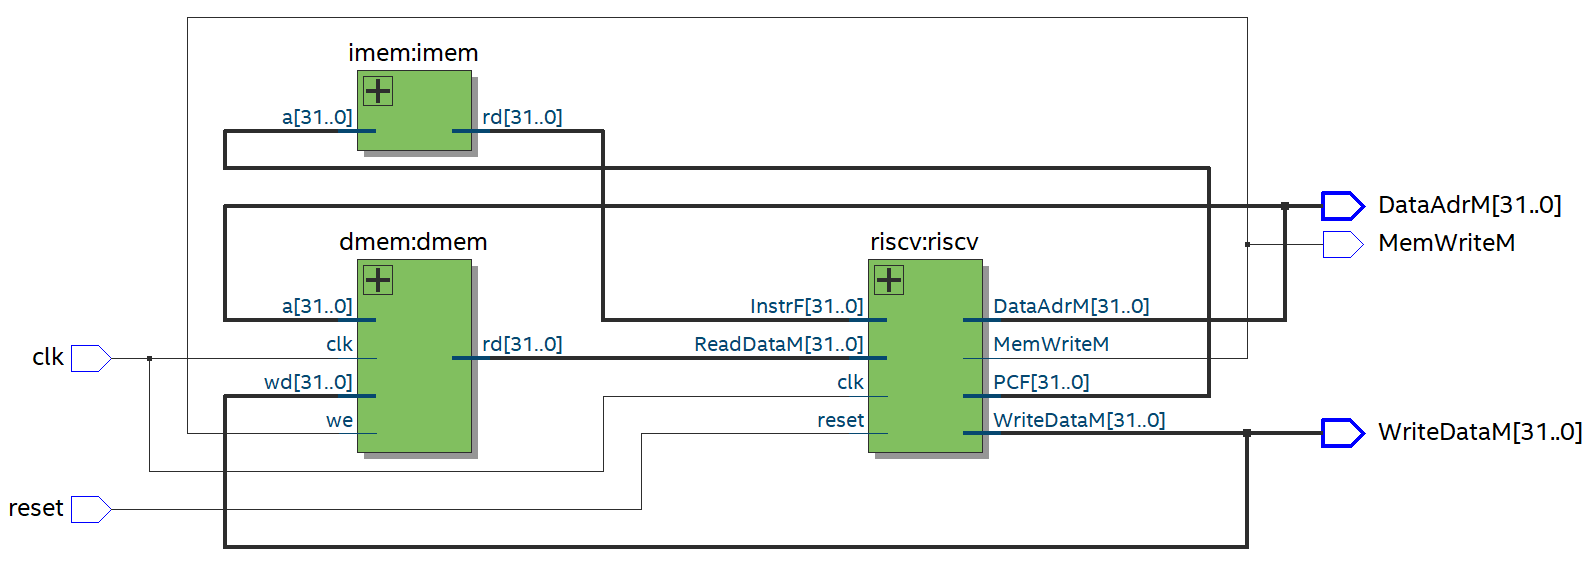 imem:imem
a[31..0]
rd[31..0]
DataAdrM[31..0]
MemWriteM
dmem:dmem
riscv:riscv
a[31..0]
InstrF[31..0]
DataAdrM[31..0]
clk
clk
rd[31..0]
ReadDataM[31..0]
MemWriteM
wd[31..0]
clk
PCF[31..0]
we
reset
WriteDataM[31..0]
WriteDataM[31..0]
reset